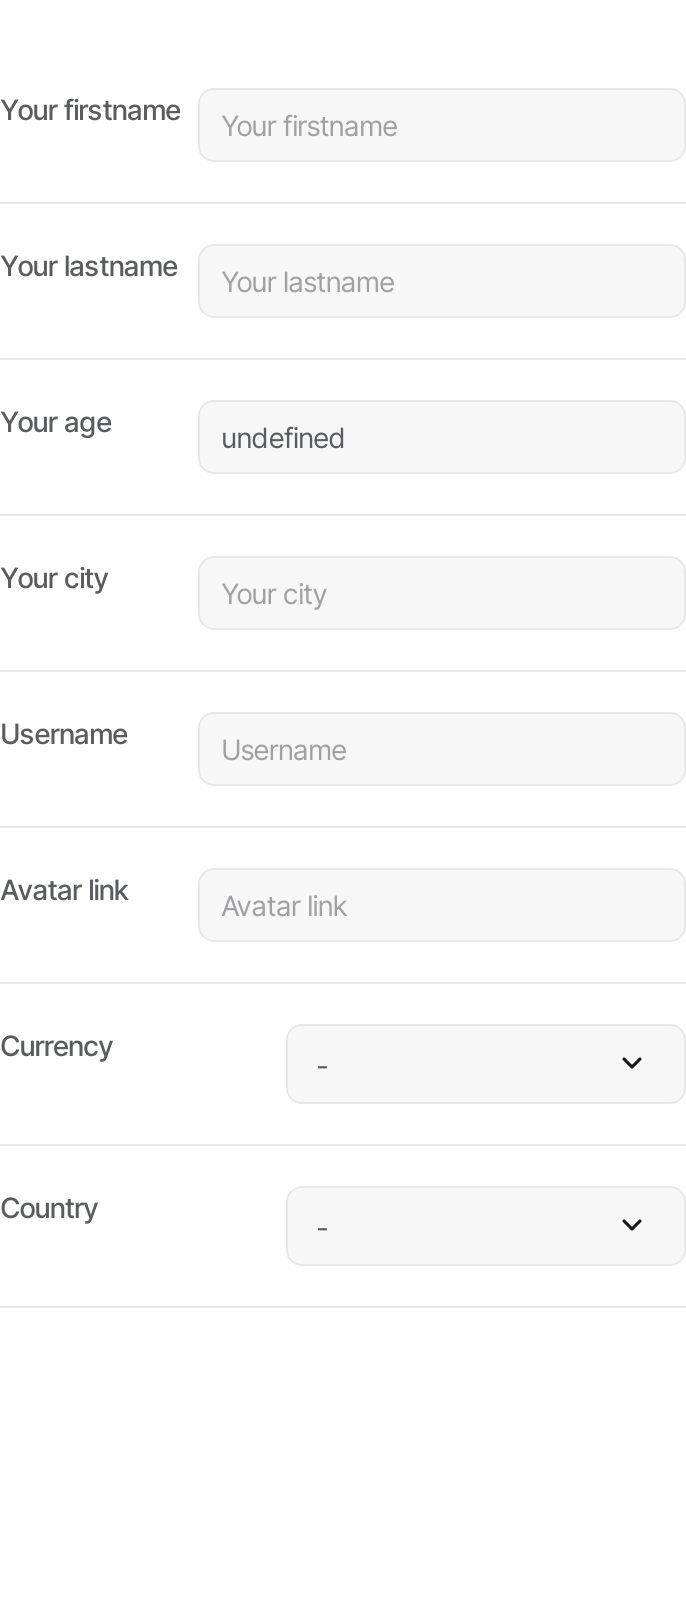 Your firstname
Your firstname
Your lastname
Your lastname
Your age
undefined
Your city
Your city
Username
Username
Avatar link
Avatar link
Currency
-
Country
-